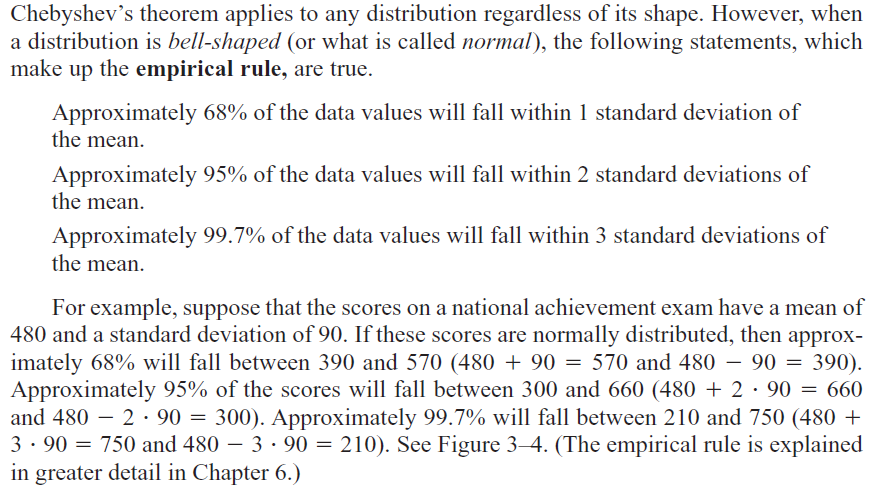 Chebyshev’s theorem applies to any distribution regardless of its shape. However, when
a distribution is bell-shaped (or what is called normal), the following statements, which
make up the empirical rule, are true.
Approximately 68% of the data values will fall within 1 standard deviation of
the mean.
Approximately 95% of the data values will fall within 2 standard deviations of
the mean.
Approximately 99.7% of the data values will fall within 3 standard deviations of
the mean.
For example, suppose that the scores on a national achievement exam have a mean of
480 and a standard deviation of 90. If these scores are normally distributed, then approx-
imately 68% will fall between 390 and 570 (480 + 90 = 570 and 480 − 90 = 390).
Approximately 95% of the scores will fall between 300 and 660 (480 + 2 · 90 = 660
and 480 − 2 · 90 = 300). Approximately 99.7% will fall between 210 and 750 (480 +
3 · 90 = 750 and 480 − 3 · 90 = 210). See Figure 3–4. (The empirical rule is explained
in greater detail in Chapter 6.)